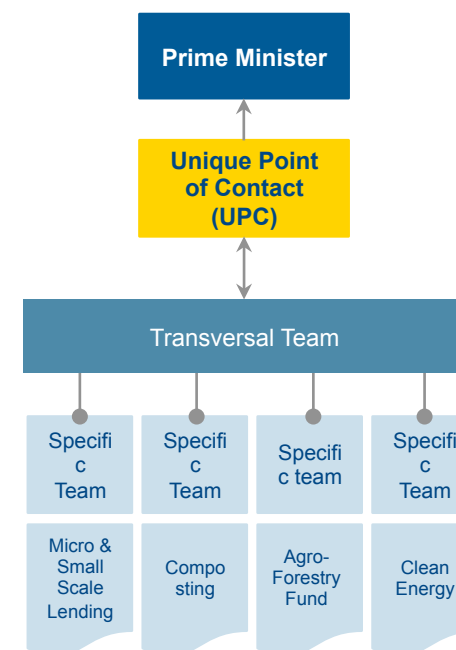 Prime Minister
Unique Point
of Contact
(UPC)
Transversal Team
Specifi
c
Team
Specifi
c
Team
Specifi
c team
Specifi
c
Team
Micro &
Small
Scale
Lending
Compo
sting
Agro-
Forestry
Fund
Clean
Energy